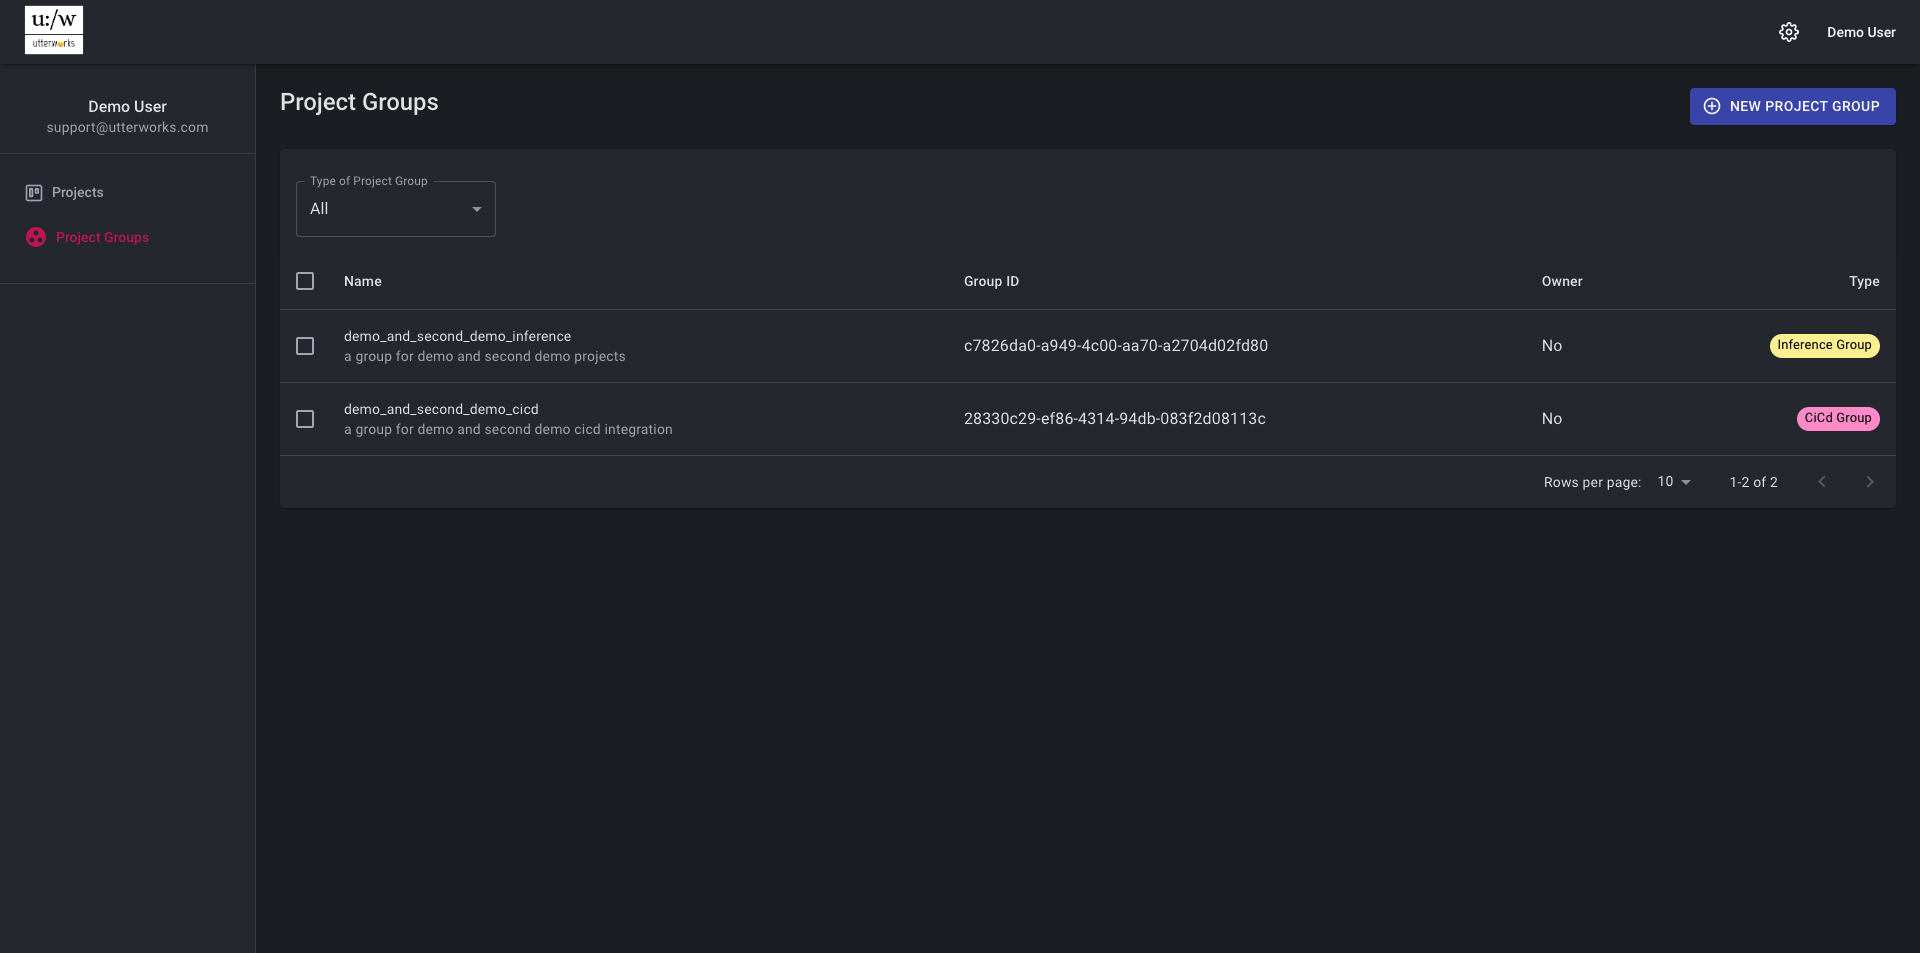 u:/w
utterworks
Demo User
Demo User
support@utterworks.com
Projects
Project Groups
Project Groups
NEW PROJECT GROUP
Type of Project Group
All
Name Group ID Owner Type
demo_and_second_demo_inference
a group for demo and second demo projects
c7826da0-a949-4c00-aa70-a2704d02fd80 No Inference Group
demo_and_second_demo_cicd
a group for demo and second demo cicd integration
28330c29-ef86-4314-94db-083f2d08113c No CiCd Group
Rows per page: 10 1-2 of 2